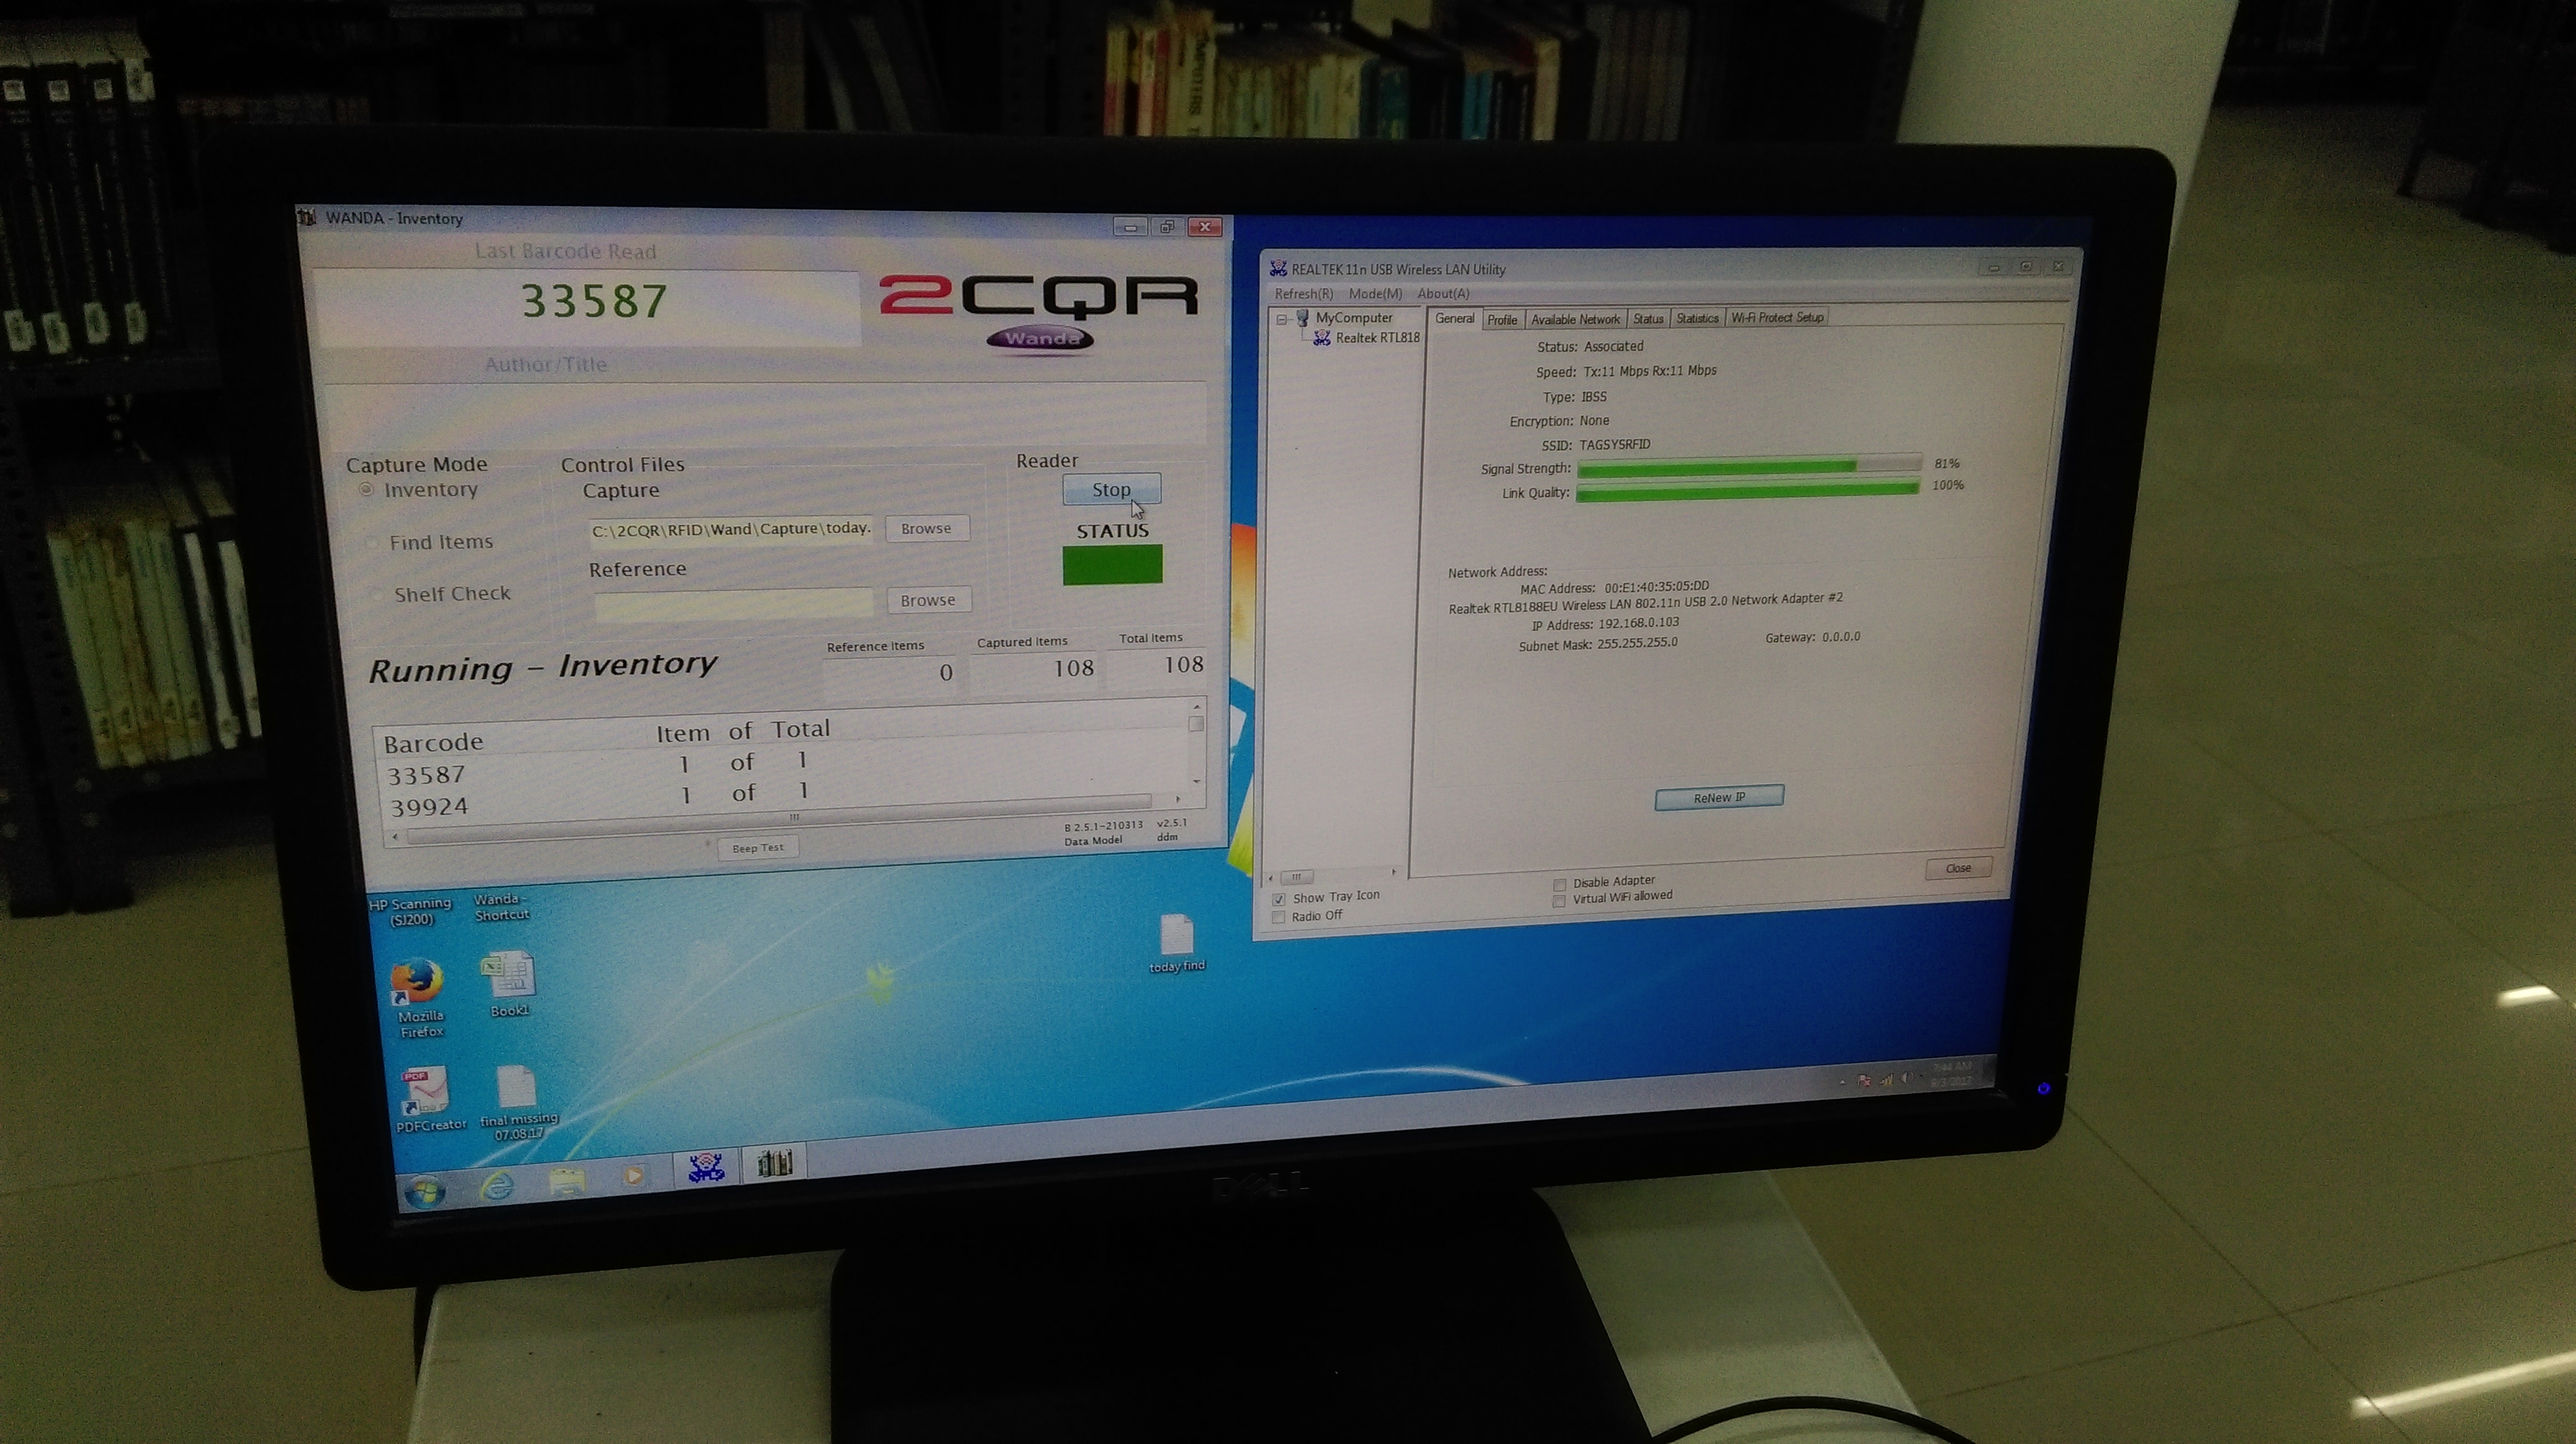 WANDA - Inventory
Last Barcode Read
33587
2CQR
Wanda
Author/Title
Capture Mode
Inventory
Find Items
Shelf Check
Control Files
Capture
C:\2CQR\RFID\Wand\Capture\today.
Browse
Reference
Browse
Reader
Stop
STATUS
Running - Inventory
Reference Items
0
Captured Items
108
Total Items
108
Barcode Item of Total
33587 1 of 1
39924 1 of 1
Beep Test
B 2.5.1-210313 v2.5.1
Data Model ddm
REALTEK 11n USB Wireless LAN Utility
Refresh(R) Mode(M) About(A)
MyComputer
Realtek RTL818
General Profile Available Network Status Statistics Wi-Fi Protect Setup
Status: Associated
Speed: Tx:11 Mbps Rx:11 Mbps
Type: IBSS
Encryption: None
SSID: TAGSYSRFID
Signal Strength: 81%
Link Quality: 100%
Network Address:
MAC Address: 00:E1:40:35:05:DD
Realtek RTL8188EU Wireless LAN 802.11n USB 2.0 Network Adapter #2
IP Address: 192.168.0.103
Subnet Mask: 255.255.255.0 Gateway: 0.0.0.0
ReNew IP
Close
Show Tray Icon
Radio Off
Disable Adapter
Virtual WiFi allowed
HP Scanning
(SJ200)
Wanda -
Shortcut
Mozilla
Firefox
Book1
PDF
PDFCreator
final missing
07.08.17
today find
DELL